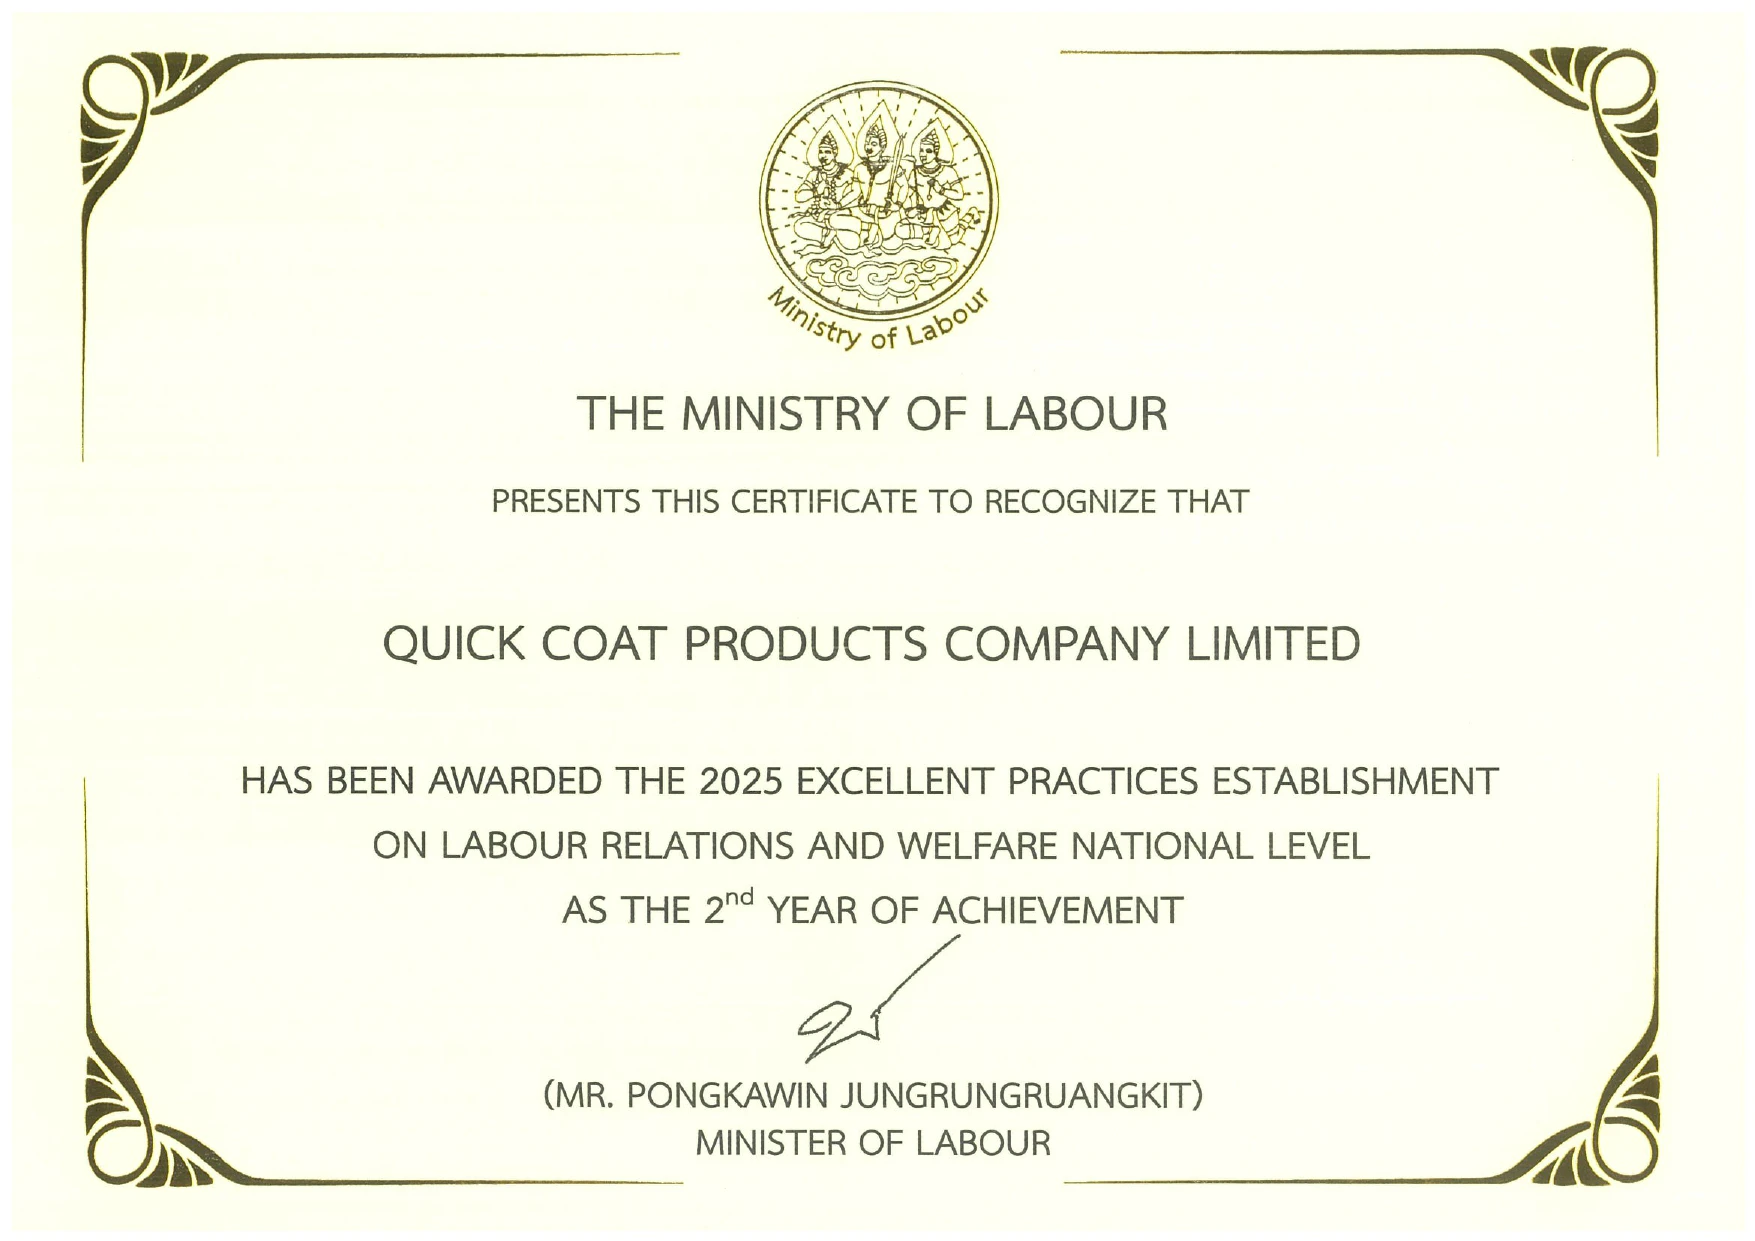 Ministry of Labour
THE MINISTRY OF LABOUR
PRESENTS THIS CERTIFICATE TO RECOGNIZE THAT
QUICK COAT PRODUCTS COMPANY LIMITED
HAS BEEN AWARDED THE 2025 EXCELLENT PRACTICES ESTABLISHMENT
ON LABOUR RELATIONS AND WELFARE NATIONAL LEVEL
AS THE 2nd YEAR OF ACHIEVEMENT
(MR. PONGKAWIN JUNGRUNGRUANGKIT)
MINISTER OF LABOUR